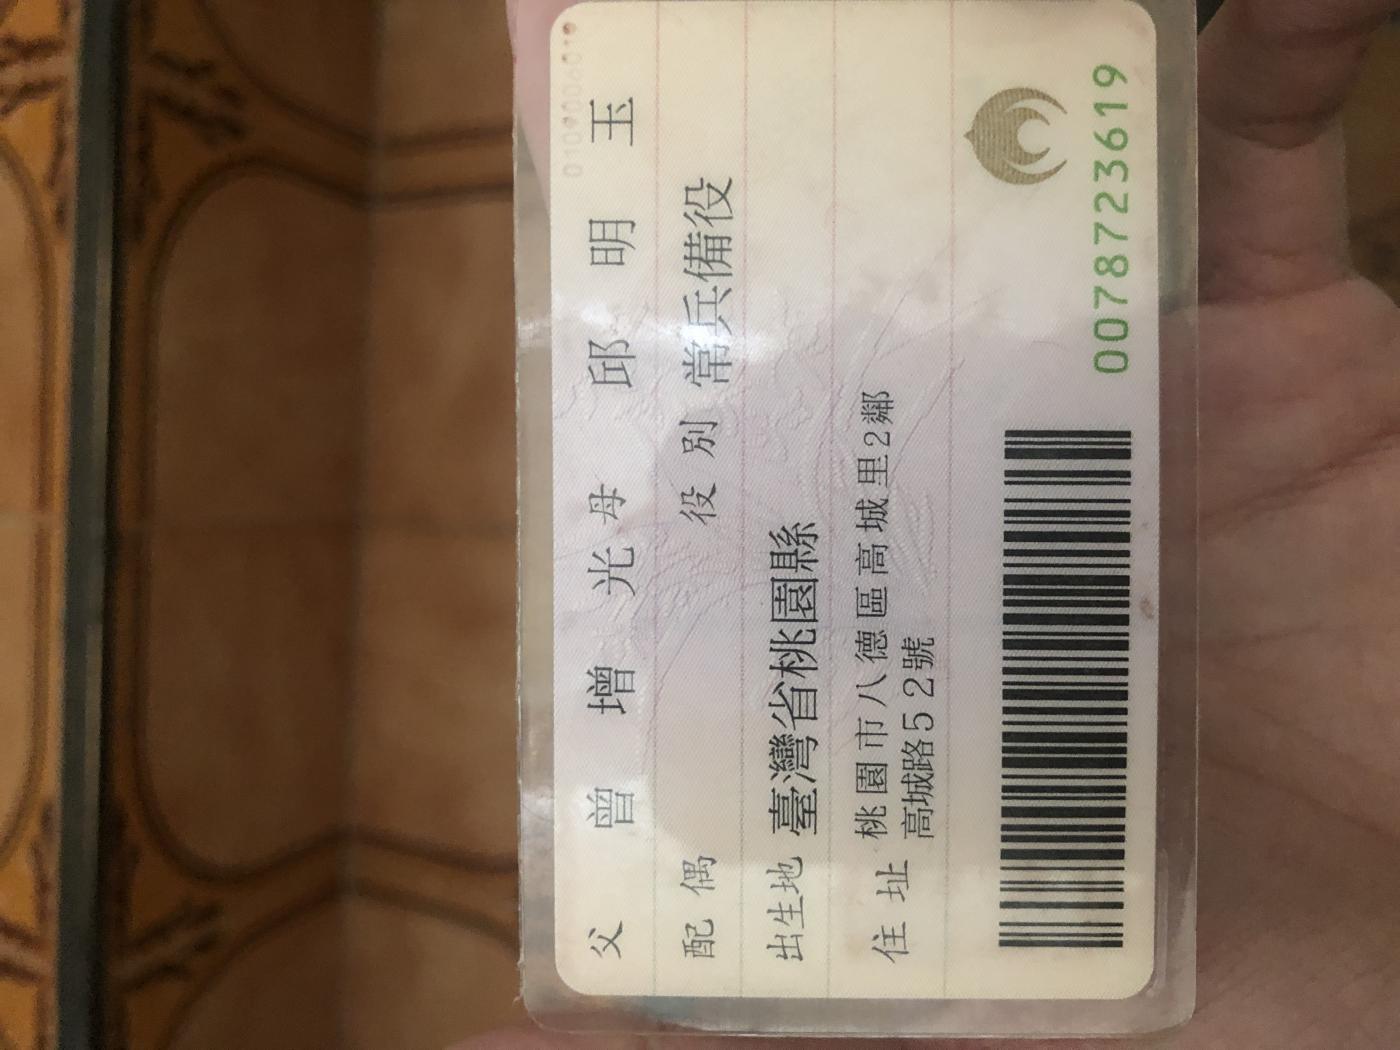 父 曾增光 母 邱明玉
配偶 役別 常兵備役
出生地 臺灣省桃園縣
住址 桃園市八德區高城里2鄰
高城路52號
0078723619